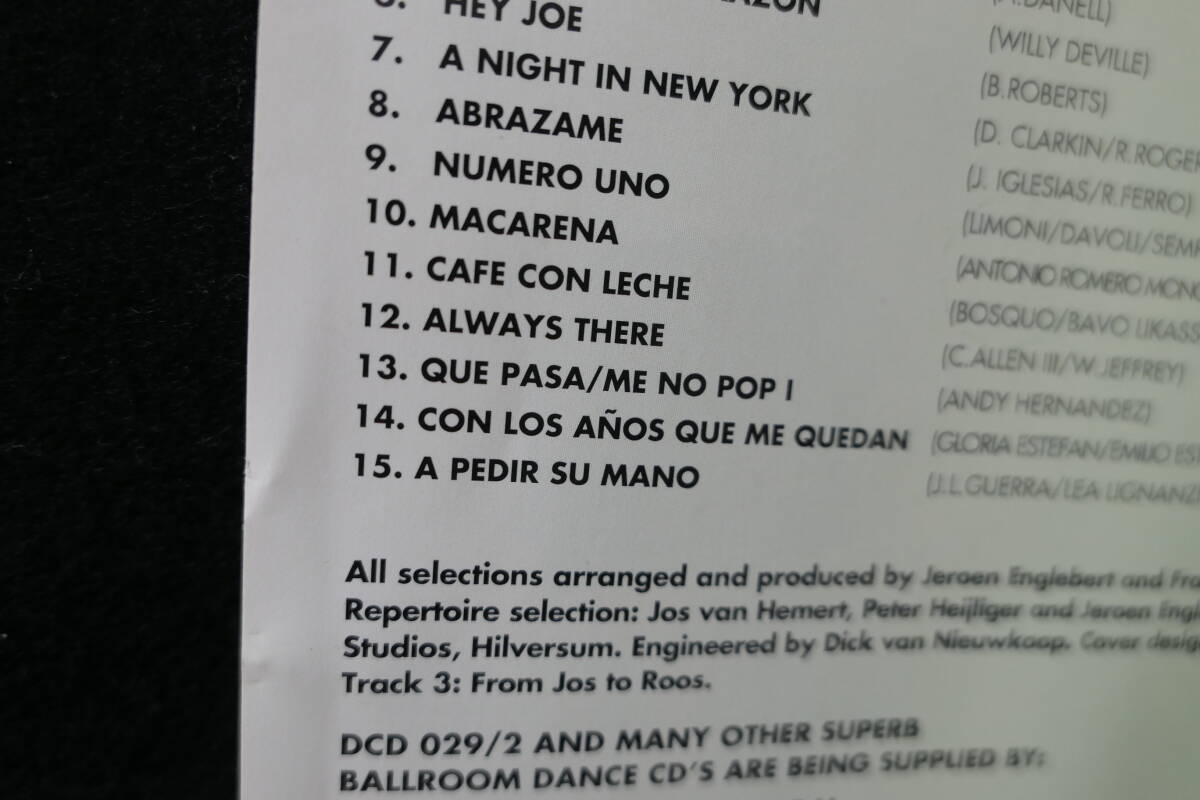 DANELL)
(WILLY DEVILLE)
6. HEY JOE (B.ROBERTS)
7. A NIGHT IN NEW YORK (D. CLARKIN/R.ROGER
8. ABRAZAME (J. IGLESIAS/R.FERRO)
9. NUMERO UNO (LIMONI/DAVOLI/SEMP
10. MACARENA (ANTONIO ROMERO MONG
11. CAFE CON LECHE (BOSQUO/BAVO LIKASS
12. ALWAYS THERE (C.ALLEN III/W.JEFFREY)
13. QUE PASA/ME NO POP I (ANDY HERNANDEZ)
14. CON LOS AÑOS QUE ME QUEDAN (GLORIA ESTEFAN/EMILIO EST
15. A PEDIR SU MANO (J.L.GUERRA/LEA LIGNANZ
All selections arranged and produced by Jeroen Englebert and Fra
Repertoire selection: Jos van Hemert, Peter Heijliger and Jeroen Engl
Studios, Hilversum. Engineered by Dick van Nieuwkoop. Cover desig
Track 3: From Jos to Roos.
DCD 029/2 AND MANY OTHER SUPERB
BALLROOM DANCE CD'S ARE BEING SUPPLIED BY: